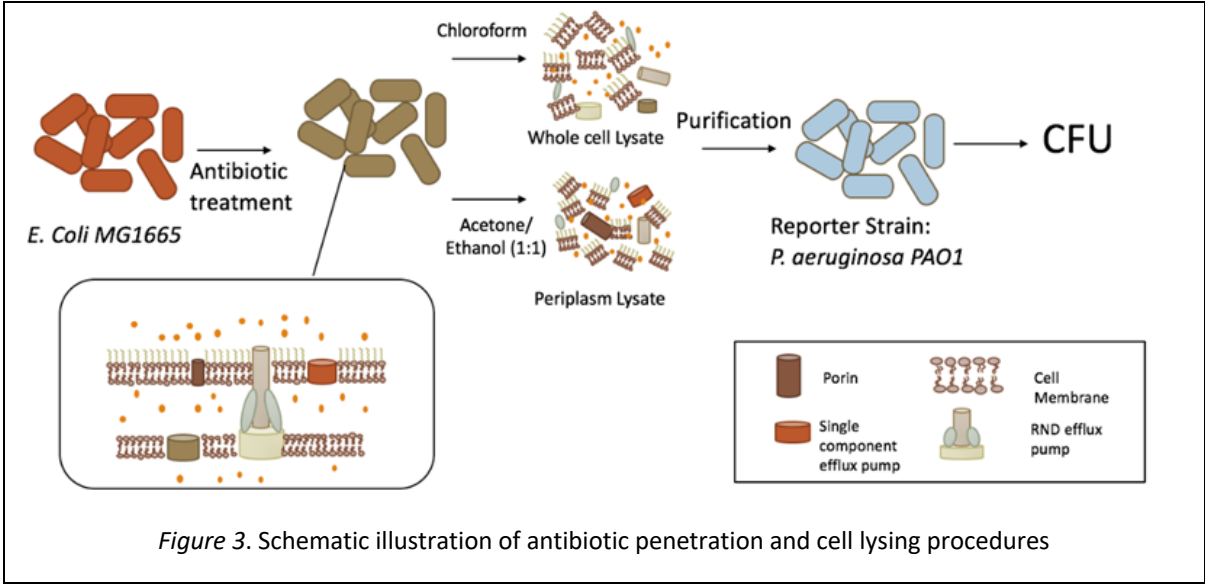 Chloroform
Whole cell Lysate
Antibiotic
treatment
E. Coli MG1665
Acetone/
Ethanol (1:1)
Periplasm Lysate
Purification
Reporter Strain:
P. aeruginosa PAO1
CFU
Porin
Cell
Membrane
Single
component
efflux pump
RND efflux
pump
Figure 3. Schematic illustration of antibiotic penetration and cell lysing procedures